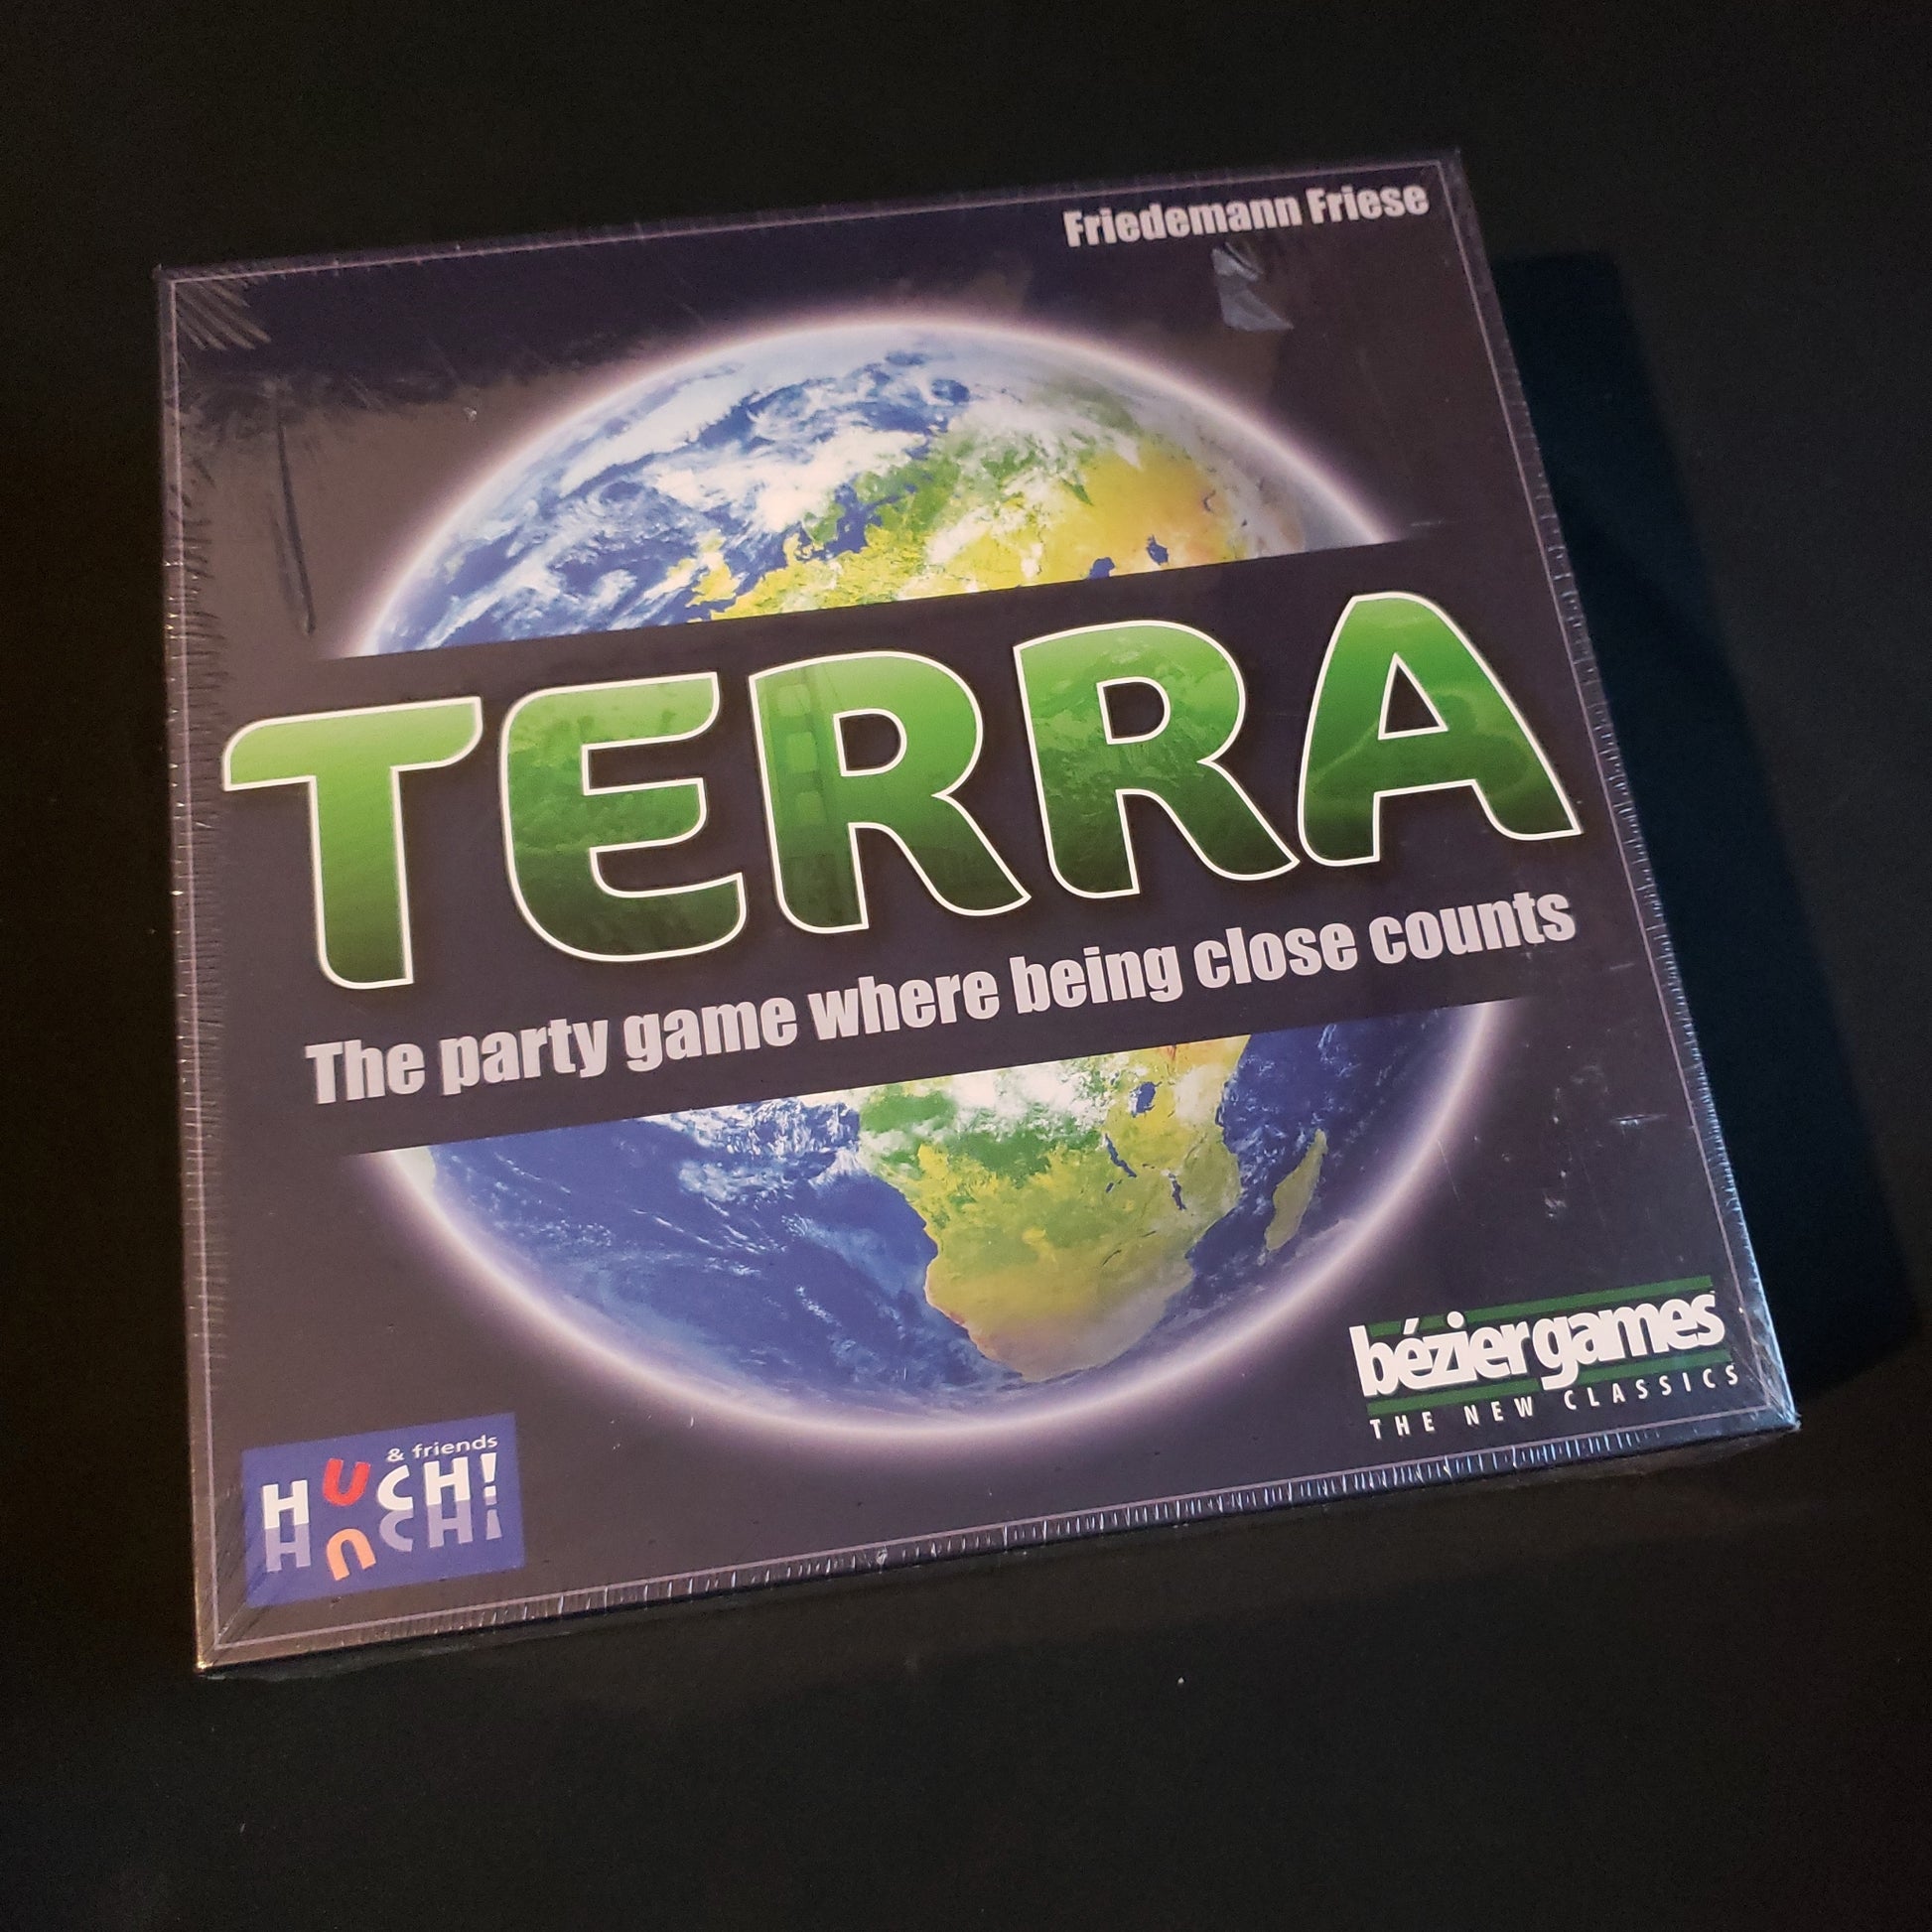 Friedemann Friese
TERRA
The party game where being close counts
béziergames
THE NEW CLASSICS
& friends
HUCH!